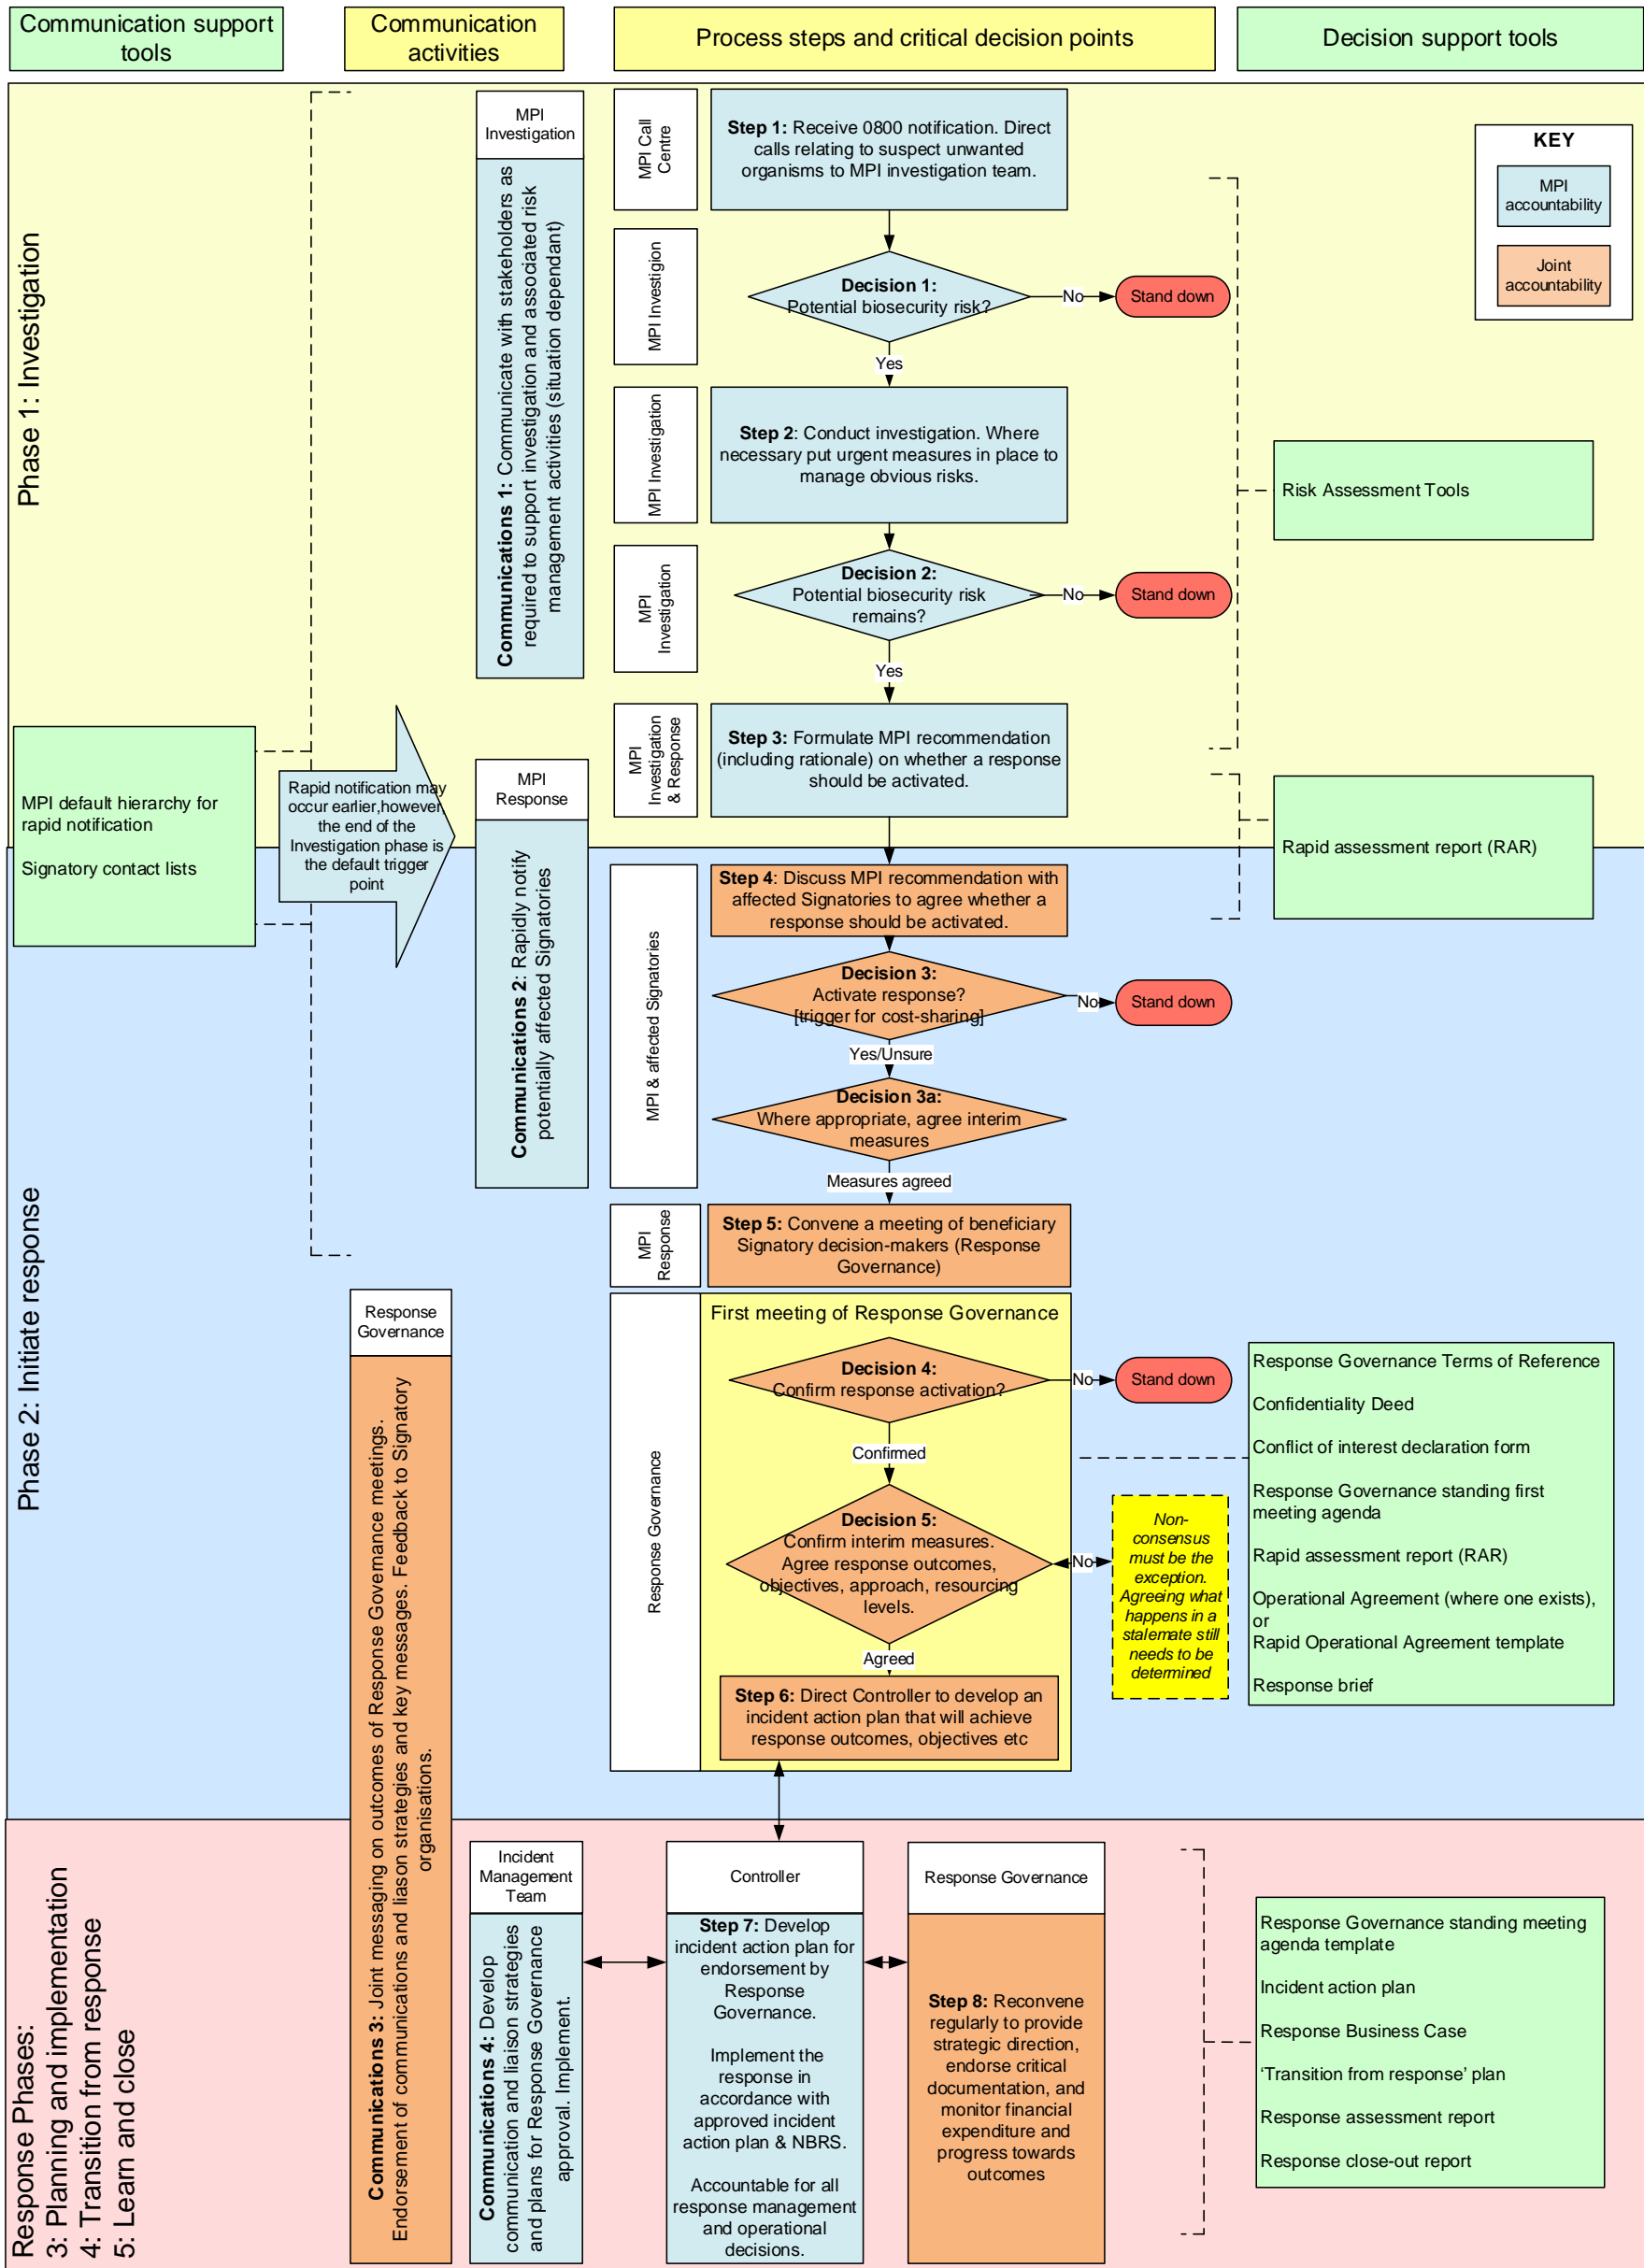 Communication support
tools
Communication
activities
Process steps and critical decision points
Decision support tools
Phase 1: Investigation
MPI
Investigation
Communications 1: Communicate with stakeholders as
required to support investigation and associated risk
management activities (situation dependant)
MPI Call
Centre
Step 1: Receive 0800 notification. Direct
calls relating to suspect unwanted
organisms to MPI investigation team.
KEY
MPI
accountability
Joint
accountability
MPI Investigion
Decision 1:
Potential biosecurity risk?
No
Stand down
Yes
MPI Investigation
Step 2: Conduct investigation. Where
necessary put urgent measures in place to
manage obvious risks.
Risk Assessment Tools
MPI
Investigation
Decision 2:
Potential biosecurity risk
remains?
No
Stand down
Yes
MPI
Investigation
& Response
Step 3: Formulate MPI recommendation
(including rationale) on whether a response
should be activated.
MPI default hierarchy for
rapid notification
Signatory contact lists
Rapid notification may
occur earlier,however,
the end of the
Investigation phase is
the default trigger
point
MPI
Response
Communications 2: Rapidly notify
potentially affected Signatories
Rapid assessment report (RAR)
Phase 2: Initiate response
MPI & affected Signatories
Step 4: Discuss MPI recommendation with
affected Signatories to agree whether a
response should be activated.
Decision 3:
Activate response?
[trigger for cost-sharing]
No
Stand down
Yes/Unsure
Decision 3a:
Where appropriate, agree interim
measures
Measures agreed
MPI
Response
Step 5: Convene a meeting of beneficiary
Signatory decision-makers (Response
Governance)
Response
Governance
Communications 3: Joint messaging on outcomes of Response Governance meetings.
Endorsement of communications and liason strategies and key messages. Feedback to Signatory
organisations.
Response Governance
First meeting of Response Governance
Decision 4:
Confirm response activation?
No
Stand down
Confirmed
Decision 5:
Confirm interim measures.
Agree response outcomes,
objectives, approach, resourcing
levels.
No
Non-
consensus
must be the
exception.
Agreeing what
happens in a
stalemate still
needs to be
determined
Agreed
Step 6: Direct Controller to develop an
incident action plan that will achieve
response outcomes, objectives etc
Response Governance Terms of Reference
Confidentiality Deed
Conflict of interest declaration form
Response Governance standing first
meeting agenda
Rapid assessment report (RAR)
Operational Agreement (where one exists),
or
Rapid Operational Agreement template
Response brief
Response Phases:
3: Planning and implementation
4: Transition from response
5: Learn and close
Incident
Management
Team
Communications 4: Develop
communication and liaison strategies
and plans for Response Governance
approval. Implement.
Controller
Step 7: Develop
incident action plan for
endorsement by
Response
Governance.
Implement the
response in
accordance with
approved incident
action plan & NBRS.
Accountable for all
response management
and operational
decisions.
Response Governance
Step 8: Reconvene
regularly to provide
strategic direction,
endorse critical
documentation, and
monitor financial
expenditure and
progress towards
outcomes
Response Governance standing meeting
agenda template
Incident action plan
Response Business Case
‘Transition from response’ plan
Response assessment report
Response close-out report